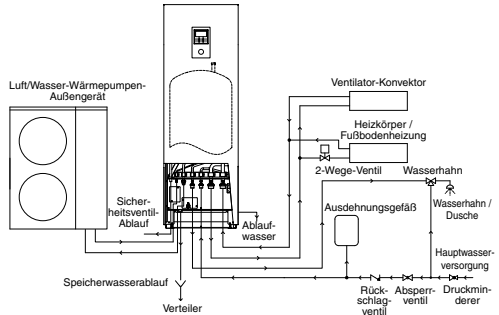 Luft/Wasser-Wärmepumpen-
Außengerät
Ventilator-Konvektor
Heizkörper /
Fußbodenheizung
2-Wege-Ventil
Wasserhahn
Wasserhahn /
Dusche
Sicher-
heitsventil-
Ablauf
Ablauf-
wasser
Ausdehnungsgefäß
Hauptwasser-
versorgung
Speicherwasserablauf
Verteiler
Rück-
schlag-
ventil
Absperr-
ventil
Druckmin-
derer